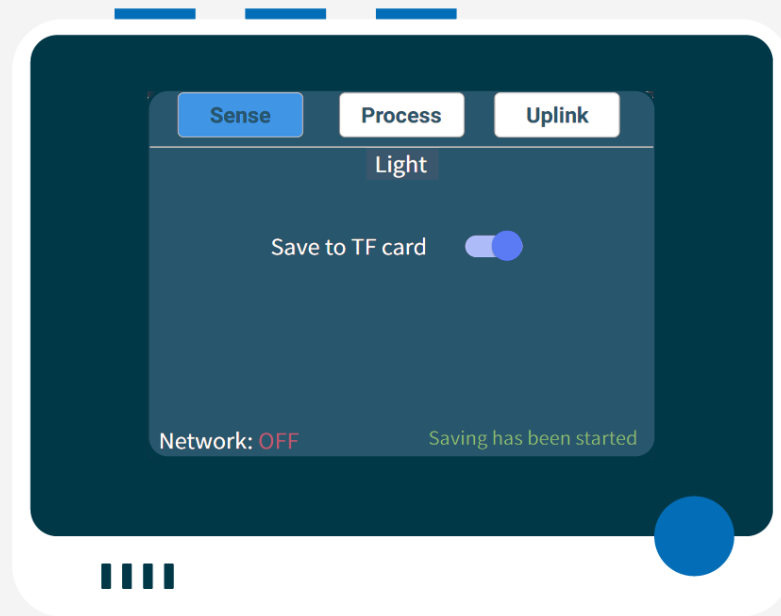 Sense Process Uplink
Light
Save to TF card
Network: OFF Saving has been started